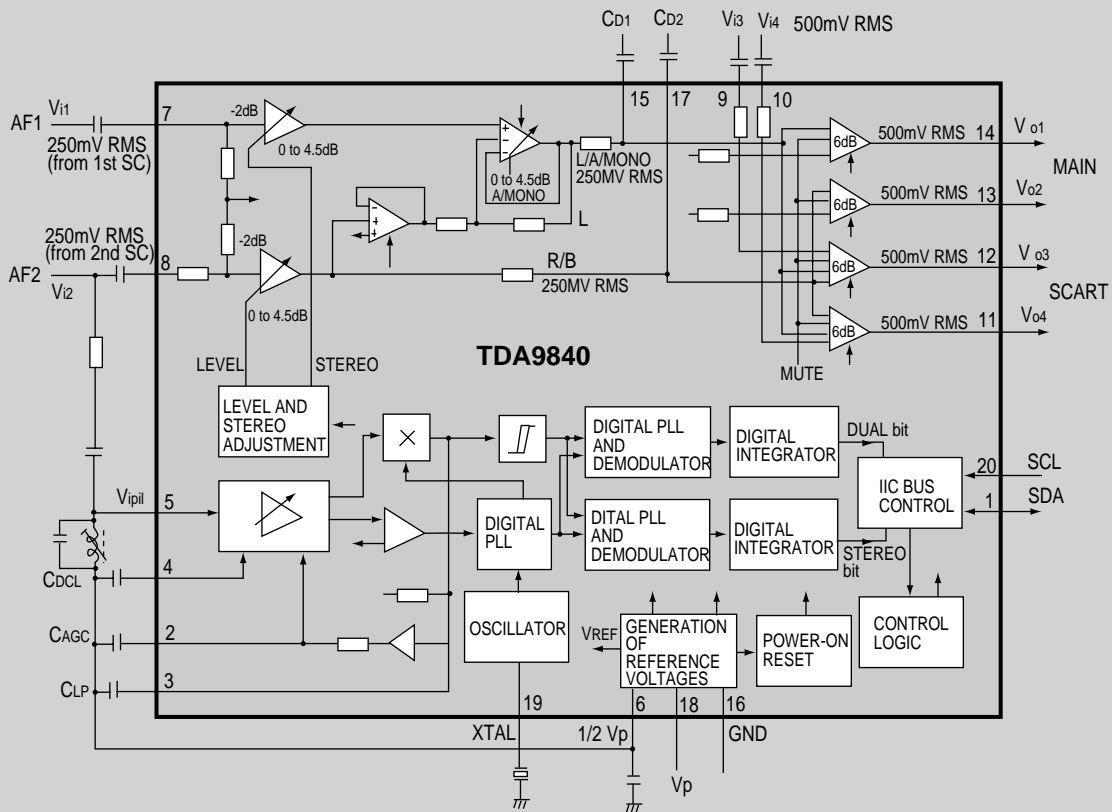 CD1
CD2
Vi3
Vi4
500mV RMS
15
17
9
10
AF1
Vi1
7
250mV RMS
(from 1st SC)
-2dB
0 to 4.5dB
+
+
-
0 to 4.5dB
A/MONO
L/A/MONO
250MV RMS
6dB
500mV RMS
14
V o1
MAIN
6dB
500mV RMS
13
Vo2
-
+
+
L
250mV RMS
(from 2nd SC)
AF2
Vi2
8
-2dB
0 to 4.5dB
R/B
250MV RMS
6dB
500mV RMS
12
V o3
SCART
6dB
500mV RMS
11
Vo4
MUTE
TDA9840
LEVEL
STEREO
LEVEL AND
STEREO
ADJUSTMENT
×
DIGITAL PLL
AND
DEMODULATOR
DIGITAL
INTEGRATOR
DUAL bit
IIC BUS
CONTROL
20
SCL
1
SDA
Vipil
5
DIGITAL
PLL
DITAL PLL
AND
DEMODULATOR
DIGITAL
INTEGRATOR
STEREO
bit
CDCL
4
CAGC
2
CLP
3
OSCILLATOR
VREF
GENERATION
OF
REFERENCE
VOLTAGES
POWER-ON
RESET
CONTROL
LOGIC
19
6
18
16
XTAL
1/2 Vp
Vp
GND